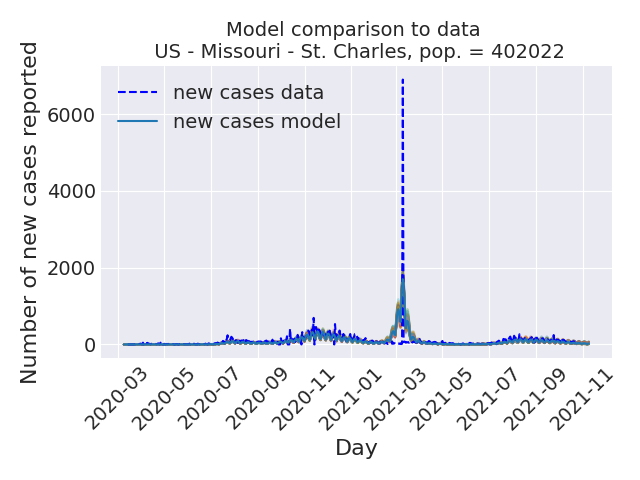 Model comparison to data
US - Missouri - St. Charles, pop. = 402022
Number of new cases reported
6000
4000
2000
0
new cases data
new cases model
2020-03
2020-05
2020-07
2020-09
2020-11
2021-01
2021-03
2021-05
2021-07
2021-09
2021-11
Day